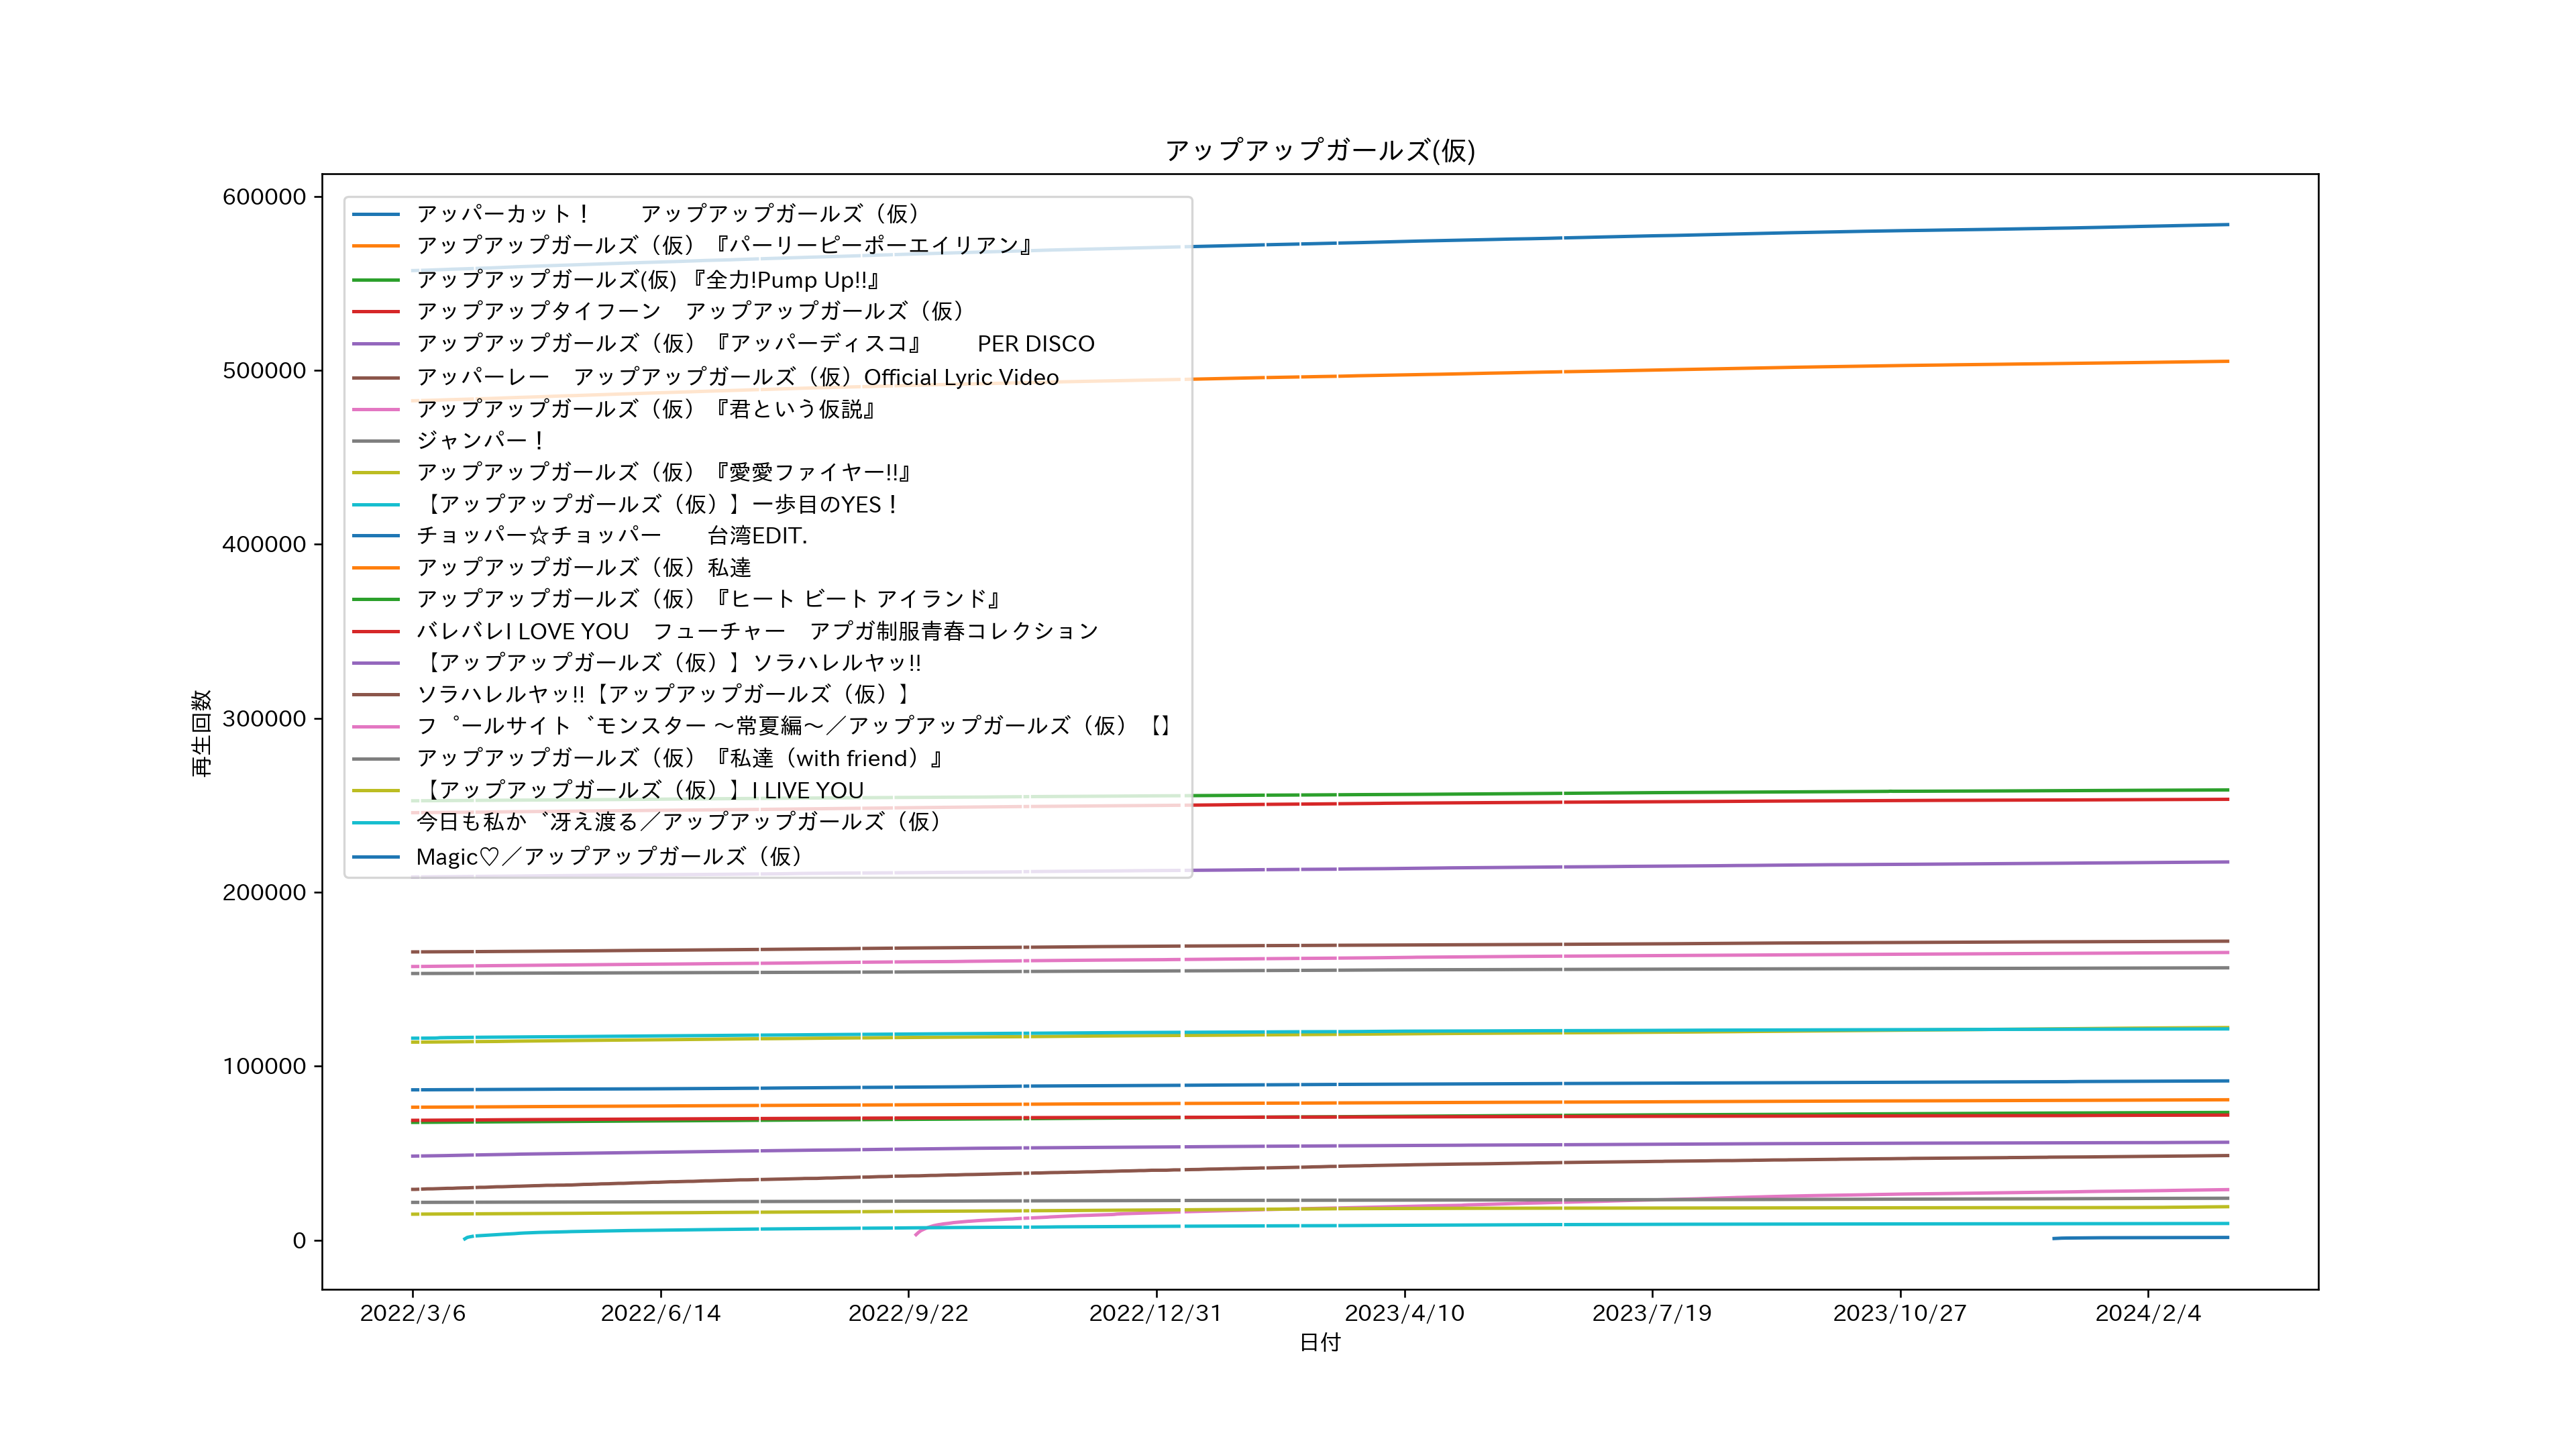 アップアップガールズ(仮)
600000
500000
400000
300000
200000
100000
0
再生回数
アッパーカット！　　アップアップガールズ（仮）
アップアップガールズ（仮）『パーリーピーポーエイリアン』
アップアップガールズ(仮) 『全力!Pump Up!!』
アップアップタイフーン　アップアップガールズ（仮）
アップアップガールズ（仮）『アッパーディスコ』　　PER DISCO
アッパーレー　アップアップガールズ（仮）Official Lyric Video
アップアップガールズ（仮）『君という仮説』
ジャンパー！
アップアップガールズ（仮）『愛愛ファイヤー!!』
【アップアップガールズ（仮）】一歩目のYES！
チョッパー☆チョッパー　　台湾EDIT.
アップアップガールズ（仮）私達
アップアップガールズ（仮）『ヒート ビート アイランド』
バレバレI LOVE YOU　フューチャー　アプガ制服青春コレクション
【アップアップガールズ（仮）】ソラハレルヤッ!!
ソラハレルヤッ!!【アップアップガールズ（仮）】
フ゜ールサイト゛モンスター 〜常夏編〜／アップアップガールズ（仮）【】
アップアップガールズ（仮）『私達（with friend）』
【アップアップガールズ（仮）】I LIVE YOU
今日も私か゛冴え渡る／アップアップガールズ（仮）
Magic♡／アップアップガールズ（仮）
2022/3/6 2022/6/14 2022/9/22 2022/12/31 2023/4/10 2023/7/19 2023/10/27 2024/2/4
日付